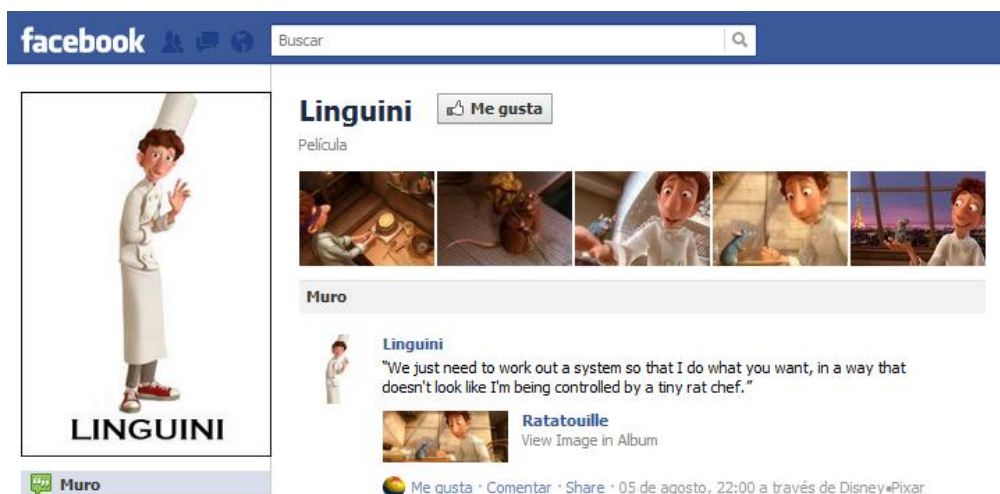 facebook
Buscar
Linguini
Me gusta
Película
LINGUINI
Muro
Muro
Linguini
"We just need to work out a system so that I do what you want, in a way that
doesn't look like I'm being controlled by a tiny rat chef."
Ratatouille
View Image in Album
Me gusta · Comentar · Share · 05 de agosto, 22:00 a través de Disney•Pixar